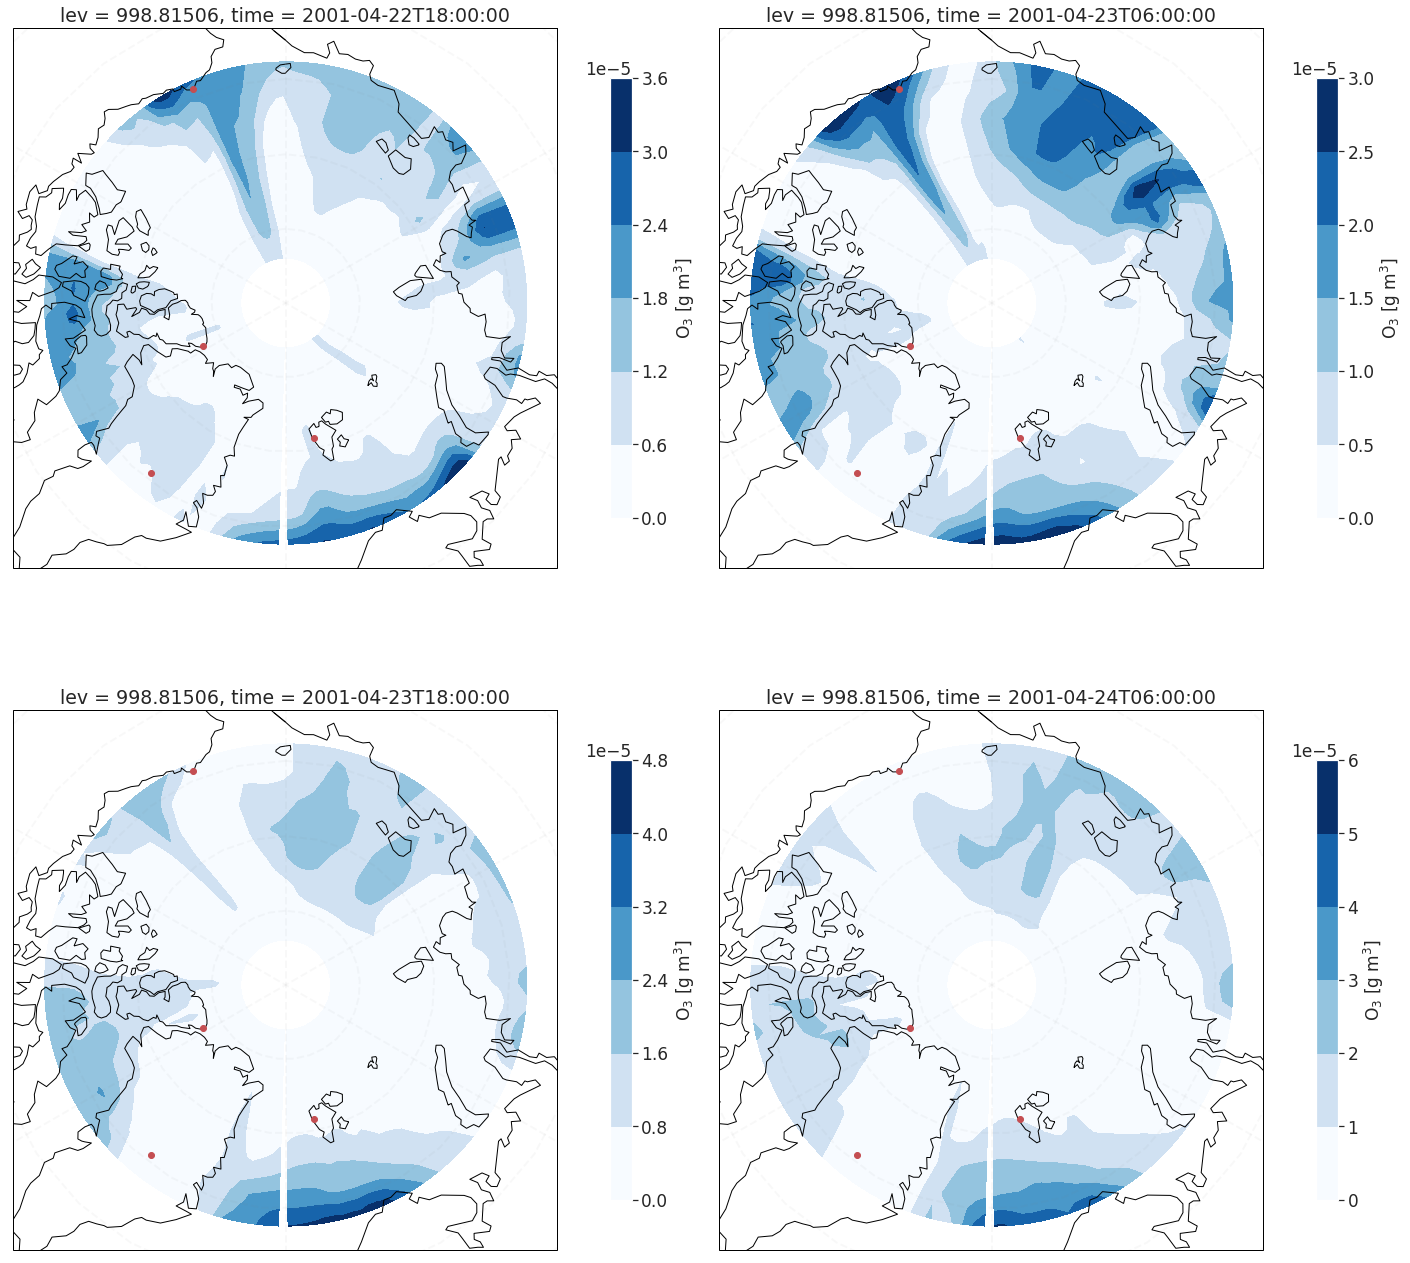 lev = 998.81506, time = 2001-04-22T18:00:00
1e−5
3.6
3.0
2.4
1.8
1.2
0.6
0.0
O₃ [g m³]
lev = 998.81506, time = 2001-04-23T06:00:00
1e−5
3.0
2.5
2.0
1.5
1.0
0.5
0.0
O₃ [g m³]
lev = 998.81506, time = 2001-04-23T18:00:00
1e−5
4.8
4.0
3.2
2.4
1.6
0.8
0.0
O₃ [g m³]
lev = 998.81506, time = 2001-04-24T06:00:00
1e−5
6
5
4
3
2
1
0
O₃ [g m³]